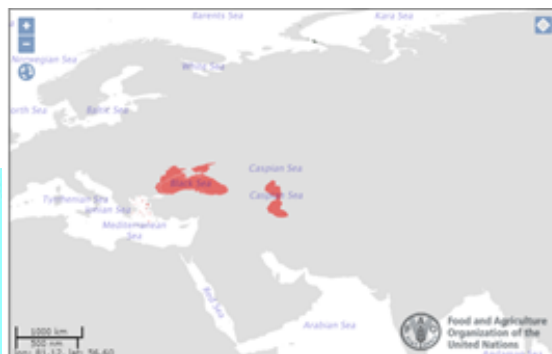 Barents Sea
Kara Sea
Norwegian Sea
White Sea
orth Sea
Baltic Sea
Caspian Sea
Black Sea
Caspian Sea
Tyrrhenian Sea
Ionian Sea
Mediterranean
Sea
Red Sea
Arabian Sea
1000 km
500 nm
Food and Agriculture
Organization of the
United Nations